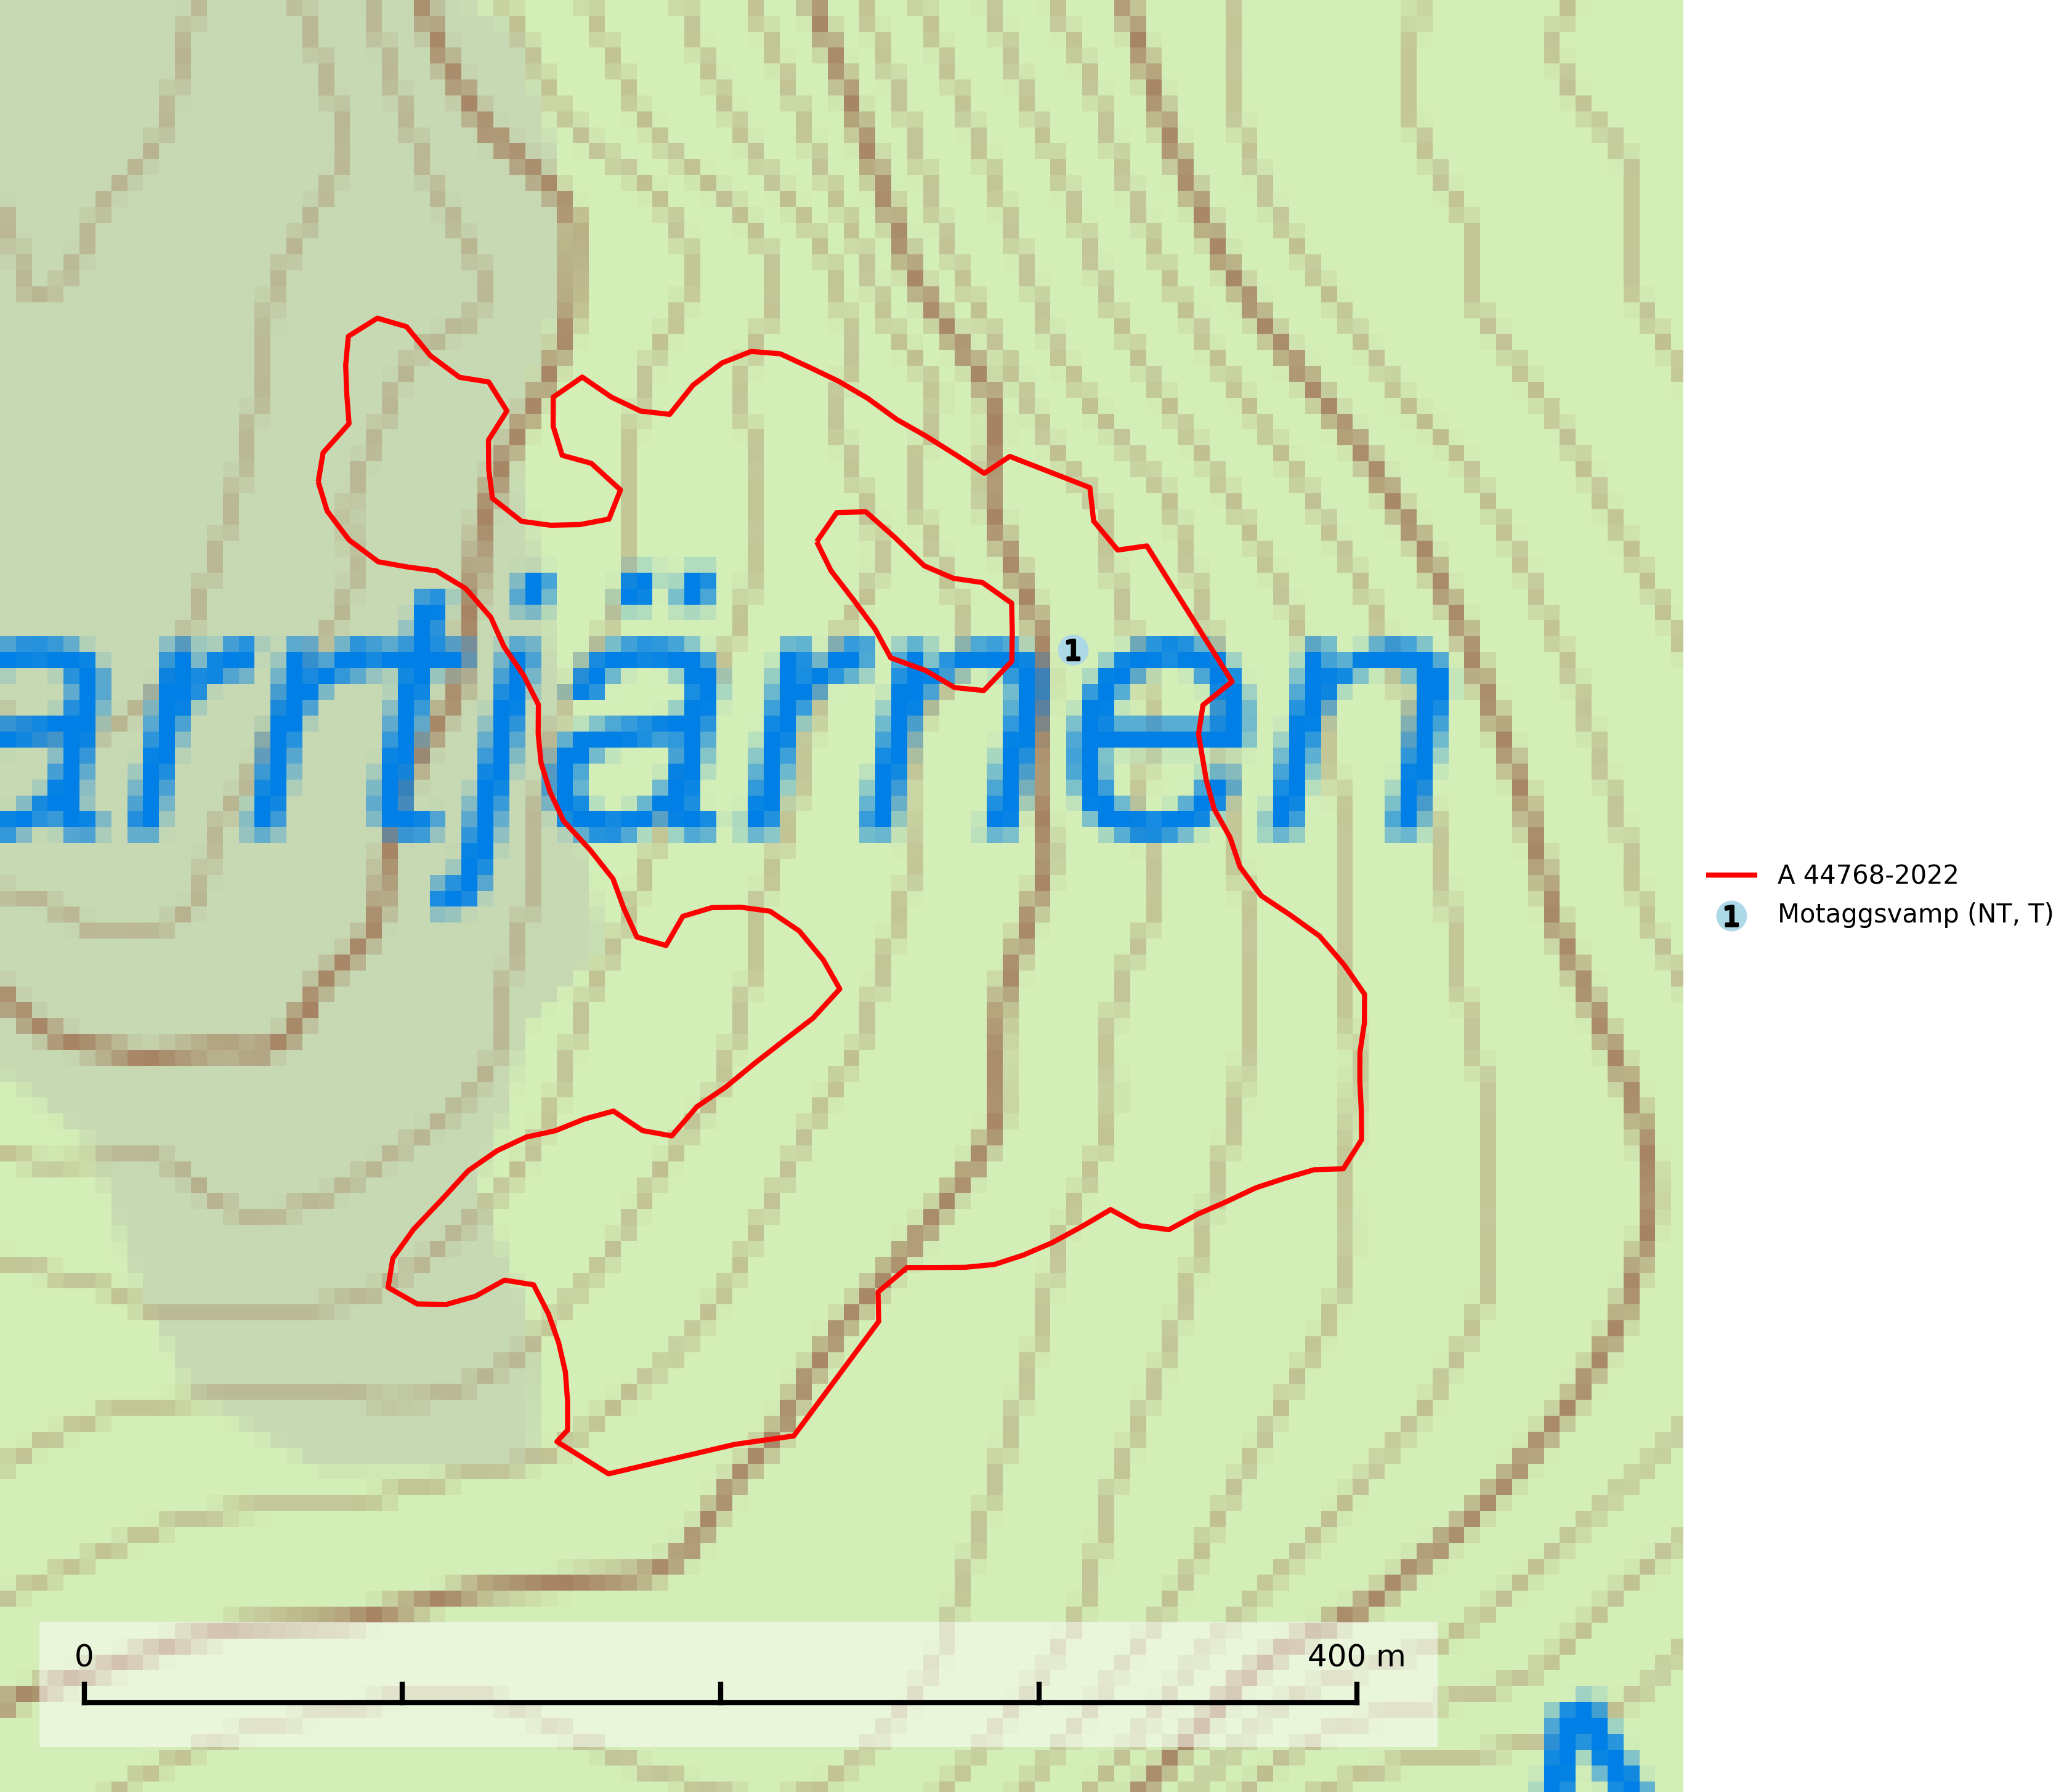 artjärnen
1
A 44768-2022
1 Motaggsvamp (NT, T)
0 400 m